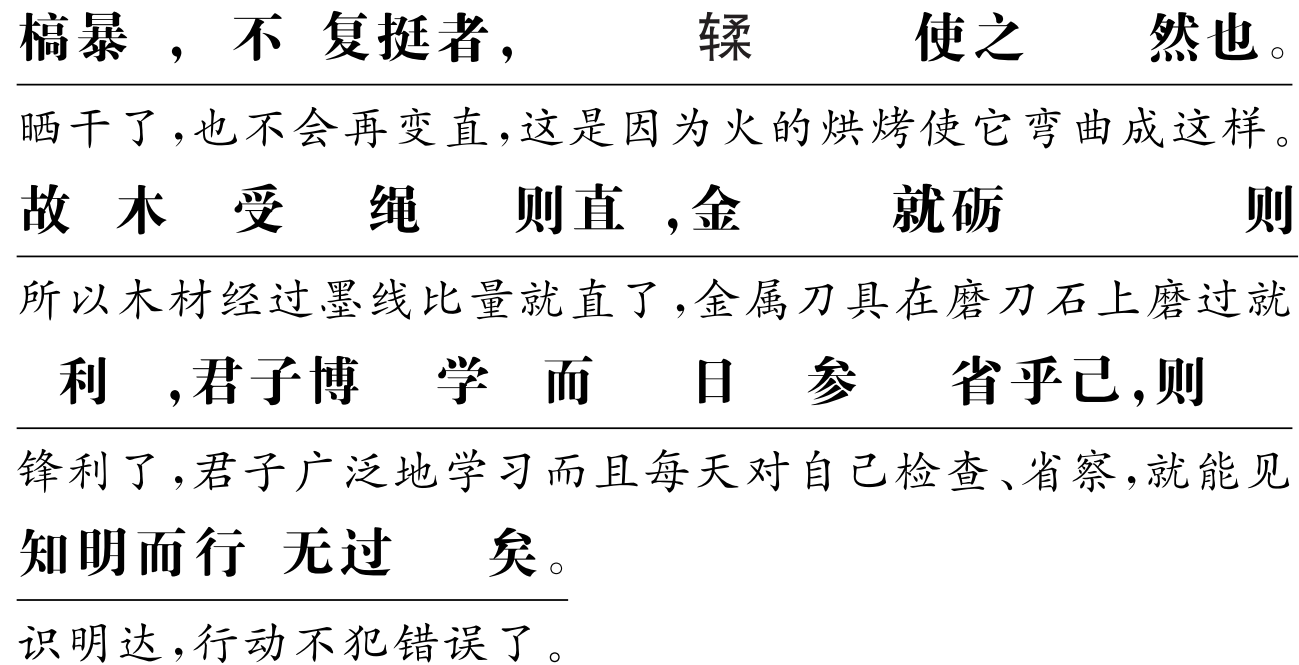 槁暴，不复挺者，𫐓使之然也。
晒干了，也不会再变直，这是因为火的烘烤使它弯曲成这样。
故木受绳则直，金就砺则
所以木材经过墨线比量就直了，金属刀具在磨刀石上磨过就
利，君子博学而日参省乎己，则
锋利了，君子广泛地学习而且每天对自己检查、省察，就能见
知明而行无过矣。
识明达，行动不犯错误了。